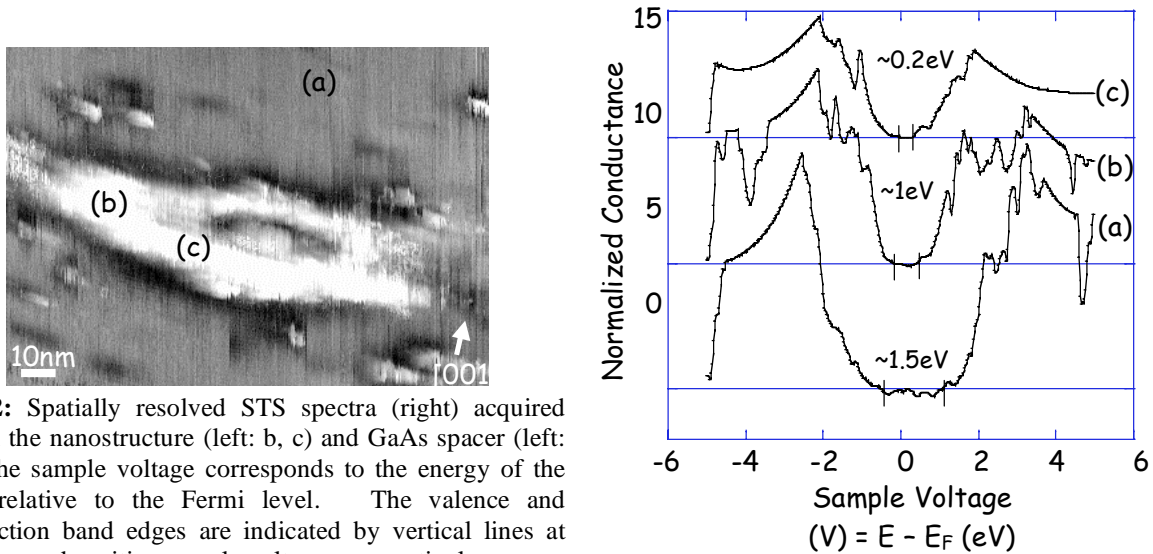 (a)
(b)
(c)
10nm
[001]
15
10
5
0
Normalized Conductance
~0.2eV
(c)
~1eV
(b)
(a)
~1.5eV
-6 -4 -2 0 2 4 6
Sample Voltage
(V) = E - E_F (eV)
2: Spatially resolved STS spectra (right) acquired
the nanostructure (left: b, c) and GaAs spacer (left:
he sample voltage corresponds to the energy of the
relative to the Fermi level. The valence and
ction band edges are indicated by vertical lines at